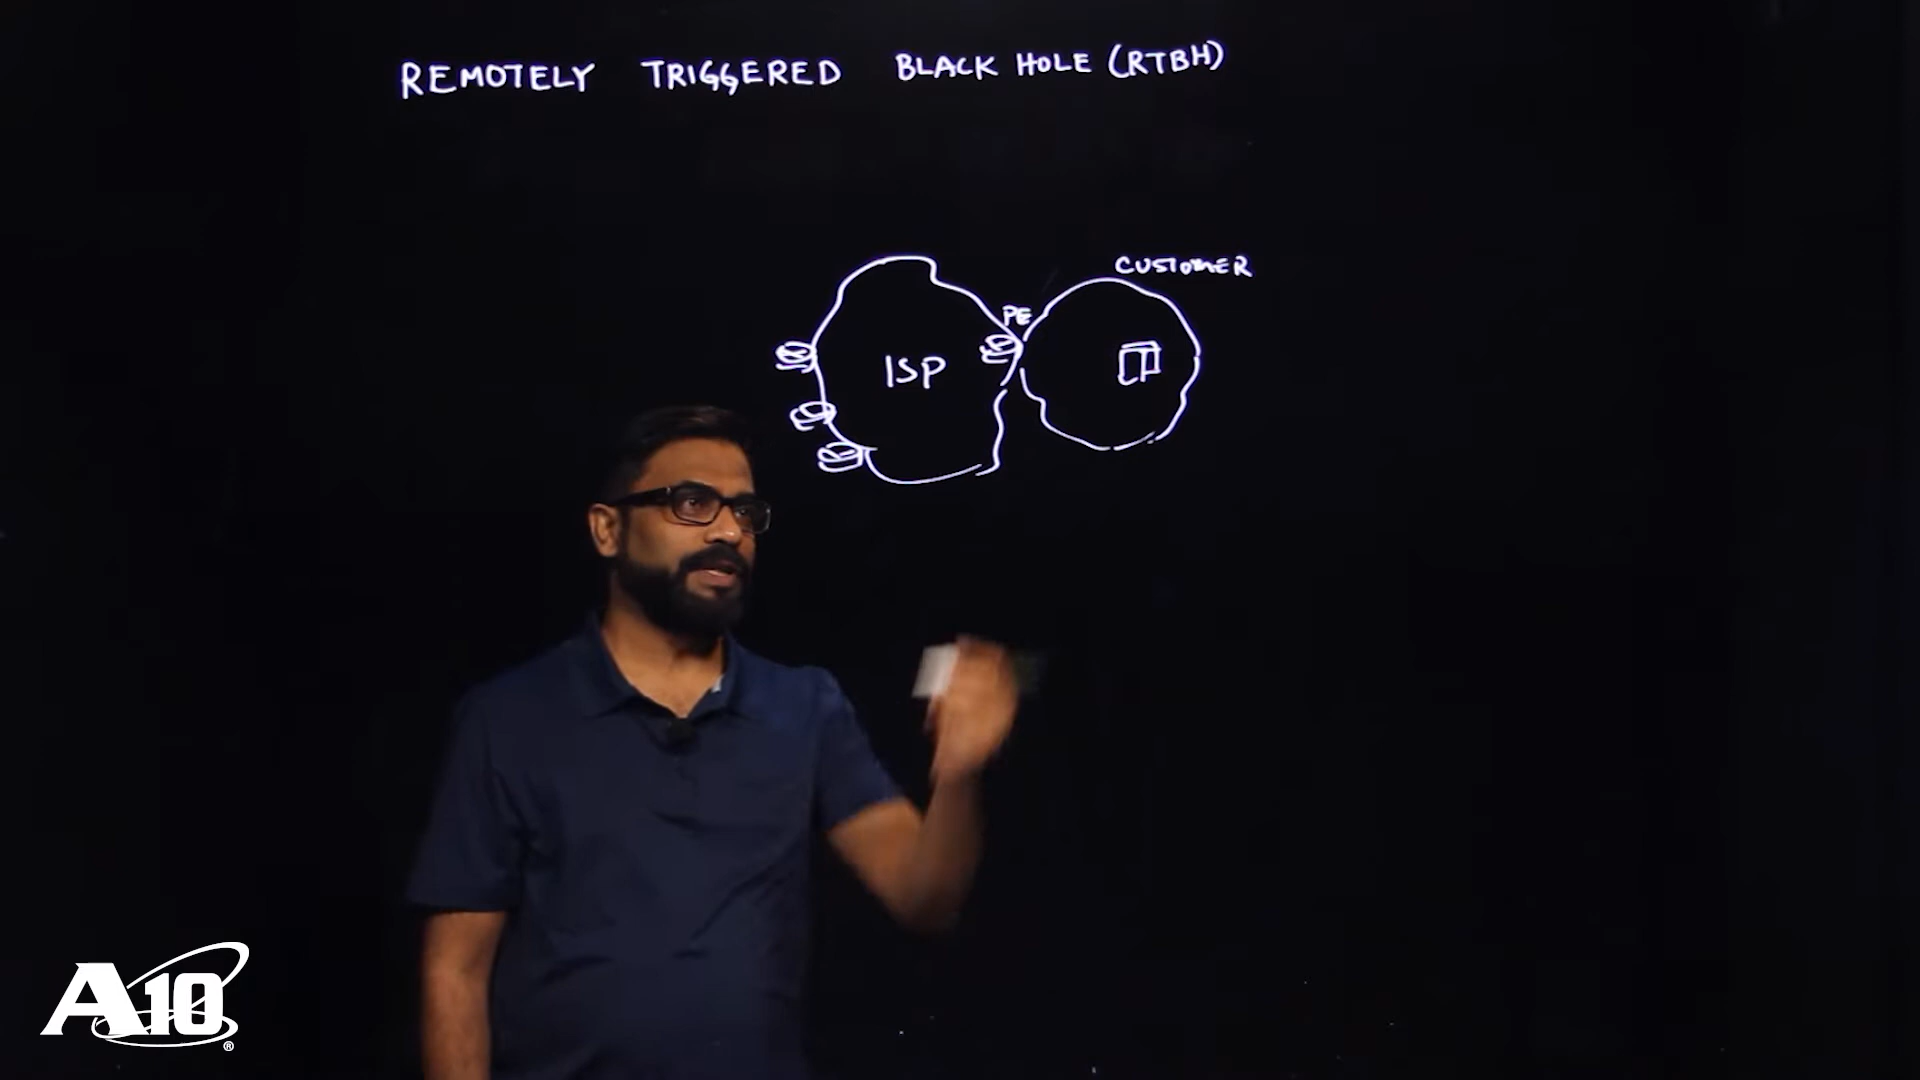 REMOTELY TRIGGERED BLACK HOLE (RTBH)
CUSTOMER
PE
ISP
A10